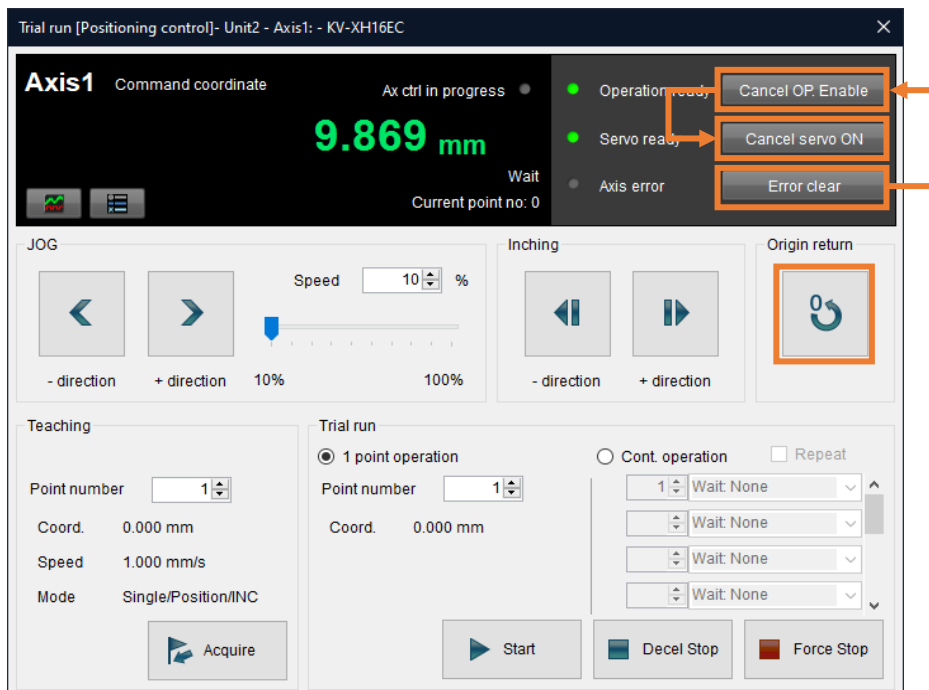 Trial run [Positioning control]- Unit2 - Axis1: - KV-XH16EC
Axis1 Command coordinate
Ax ctrl in progress
9.869 mm
Wait
Current point no: 0
Operation ready Cancel OP. Enable
Servo ready Cancel servo ON
Axis error Error clear
JOG
Speed 10 %
- direction + direction 10% 100%
Inching
- direction + direction
Origin return
0
Teaching
Point number 1
Coord. 0.000 mm
Speed 1.000 mm/s
Mode Single/Position/INC
Acquire
Trial run
1 point operation
Point number 1
Coord. 0.000 mm
Cont. operation Repeat
1 Wait: None
Wait: None
Wait: None
Wait: None
Start Decel Stop Force Stop